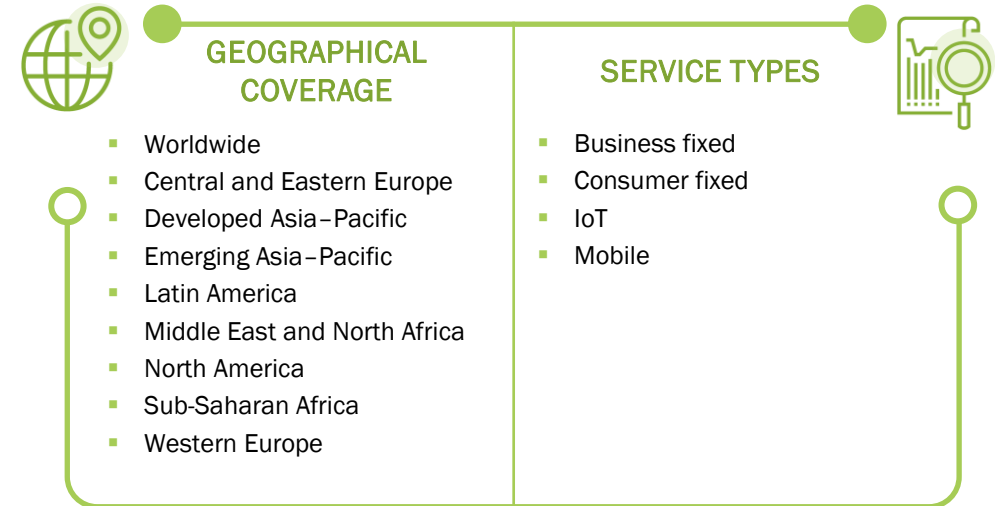 GEOGRAPHICAL
COVERAGE
Worldwide
Central and Eastern Europe
Developed Asia–Pacific
Emerging Asia–Pacific
Latin America
Middle East and North Africa
North America
Sub-Saharan Africa
Western Europe
SERVICE TYPES
Business fixed
Consumer fixed
IoT
Mobile